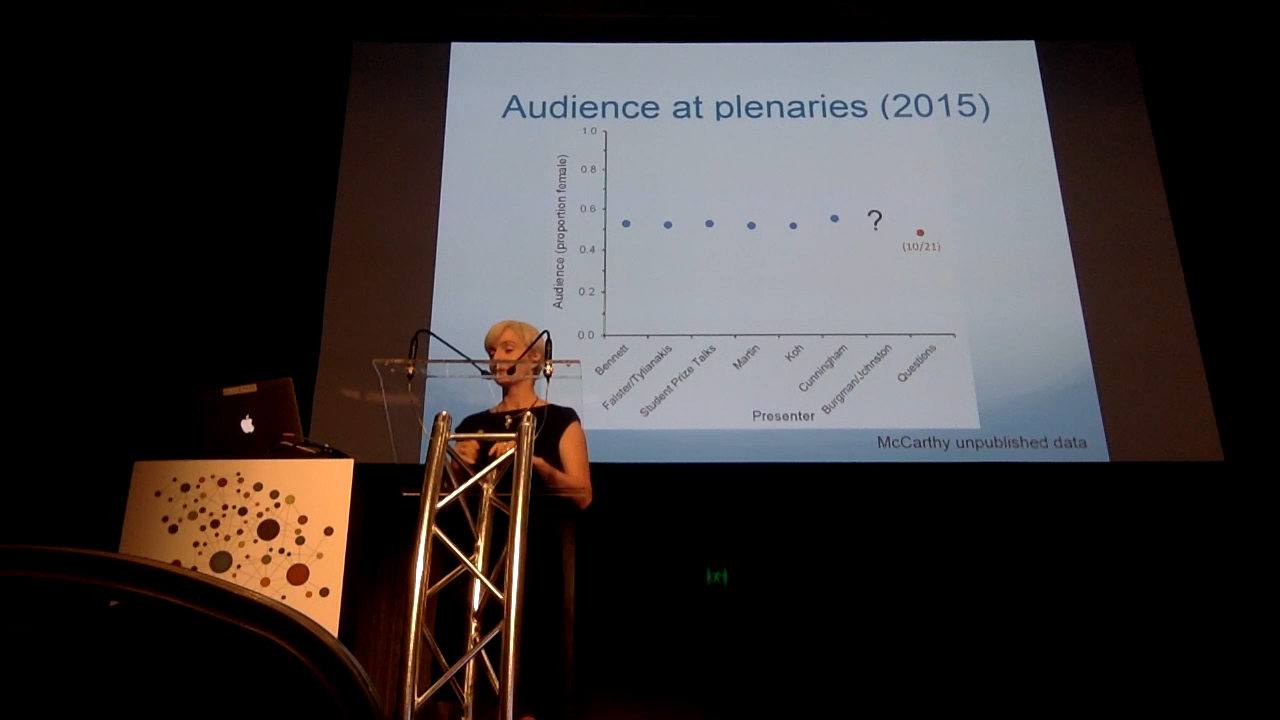 Audience at plenaries (2015)
Audience (proportion female)
1.0
0.8
0.6
0.4
0.2
0.0
?
(10/21)
Bennett
Falster/Tylianakis
Student Prize Talks
Martin
Koh
Cunningham
Burgman/Johnston
Questions
Presenter
McCarthy unpublished data